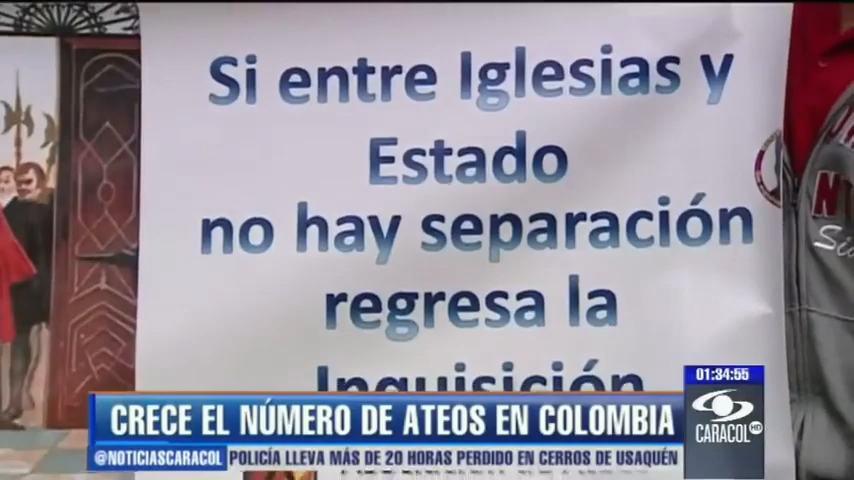 Si entre Iglesias y
Estado
no hay separación
regresa la
Inquisición
01:34:55
CRECE EL NÚMERO DE ATEOS EN COLOMBIA
CARACOL HD
@NOTICIASCARACOL POLICÍA LLEVA MÁS DE 20 HORAS PERDIDO EN CERROS DE USAQUÉN